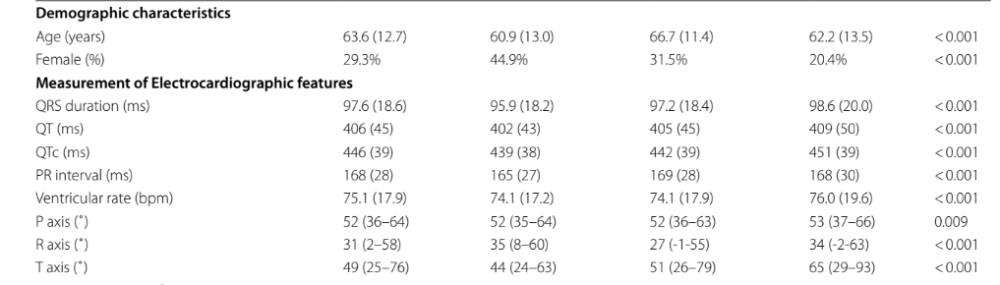 Demographic characteristics
Age (years) 63.6 (12.7) 60.9 (13.0) 66.7 (11.4) 62.2 (13.5) <0.001
Female (%) 29.3% 44.9% 31.5% 20.4% <0.001
Measurement of Electrocardiographic features
QRS duration (ms) 97.6 (18.6) 95.9 (18.2) 97.2 (18.4) 98.6 (20.0) <0.001
QT (ms) 406 (45) 402 (43) 405 (45) 409 (50) <0.001
QTc (ms) 446 (39) 439 (38) 442 (39) 451 (39) <0.001
PR interval (ms) 168 (28) 165 (27) 169 (28) 168 (30) <0.001
Ventricular rate (bpm) 75.1 (17.9) 74.1 (17.2) 74.1 (17.9) 76.0 (19.6) <0.001
P axis (˚) 52 (36–64) 52 (35–64) 52 (36–63) 53 (37–66) 0.009
R axis (˚) 31 (2–58) 35 (8–60) 27 (-1-55) 34 (-2-63) <0.001
T axis (˚) 49 (25–76) 44 (24–63) 51 (26–79) 65 (29–93) <0.001